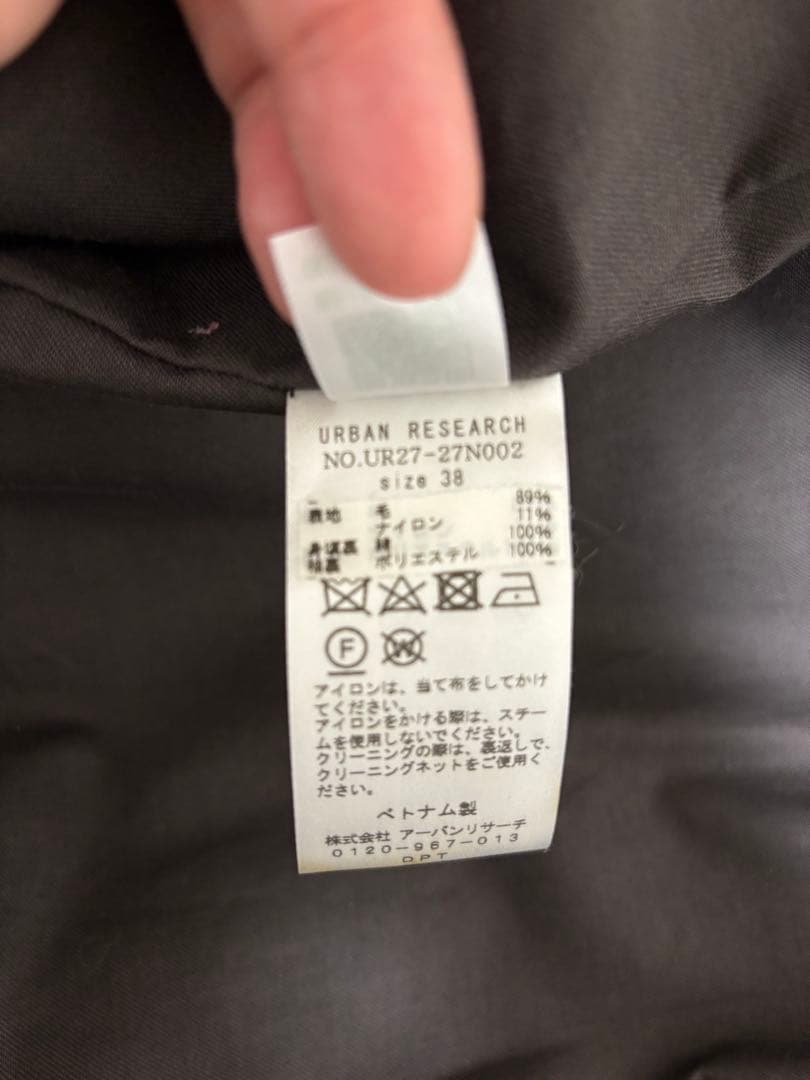 URBAN RESEARCH
NO.UR27-27N002
size 38
表地 毛 89%
ナイロン 11%
身頃裏 綿 100%
袖裏 ポリエステル 100%
F W
アイロンは、当て布をしてかけ
てください。
アイロンをかける際は、スチー
ムを使用しないでください。
クリーニングの際は、裏返しで、
クリーニングネットをご使用く
ださい。
ベトナム製
株式会社 アーバンリサーチ
0120-967-013
DPT